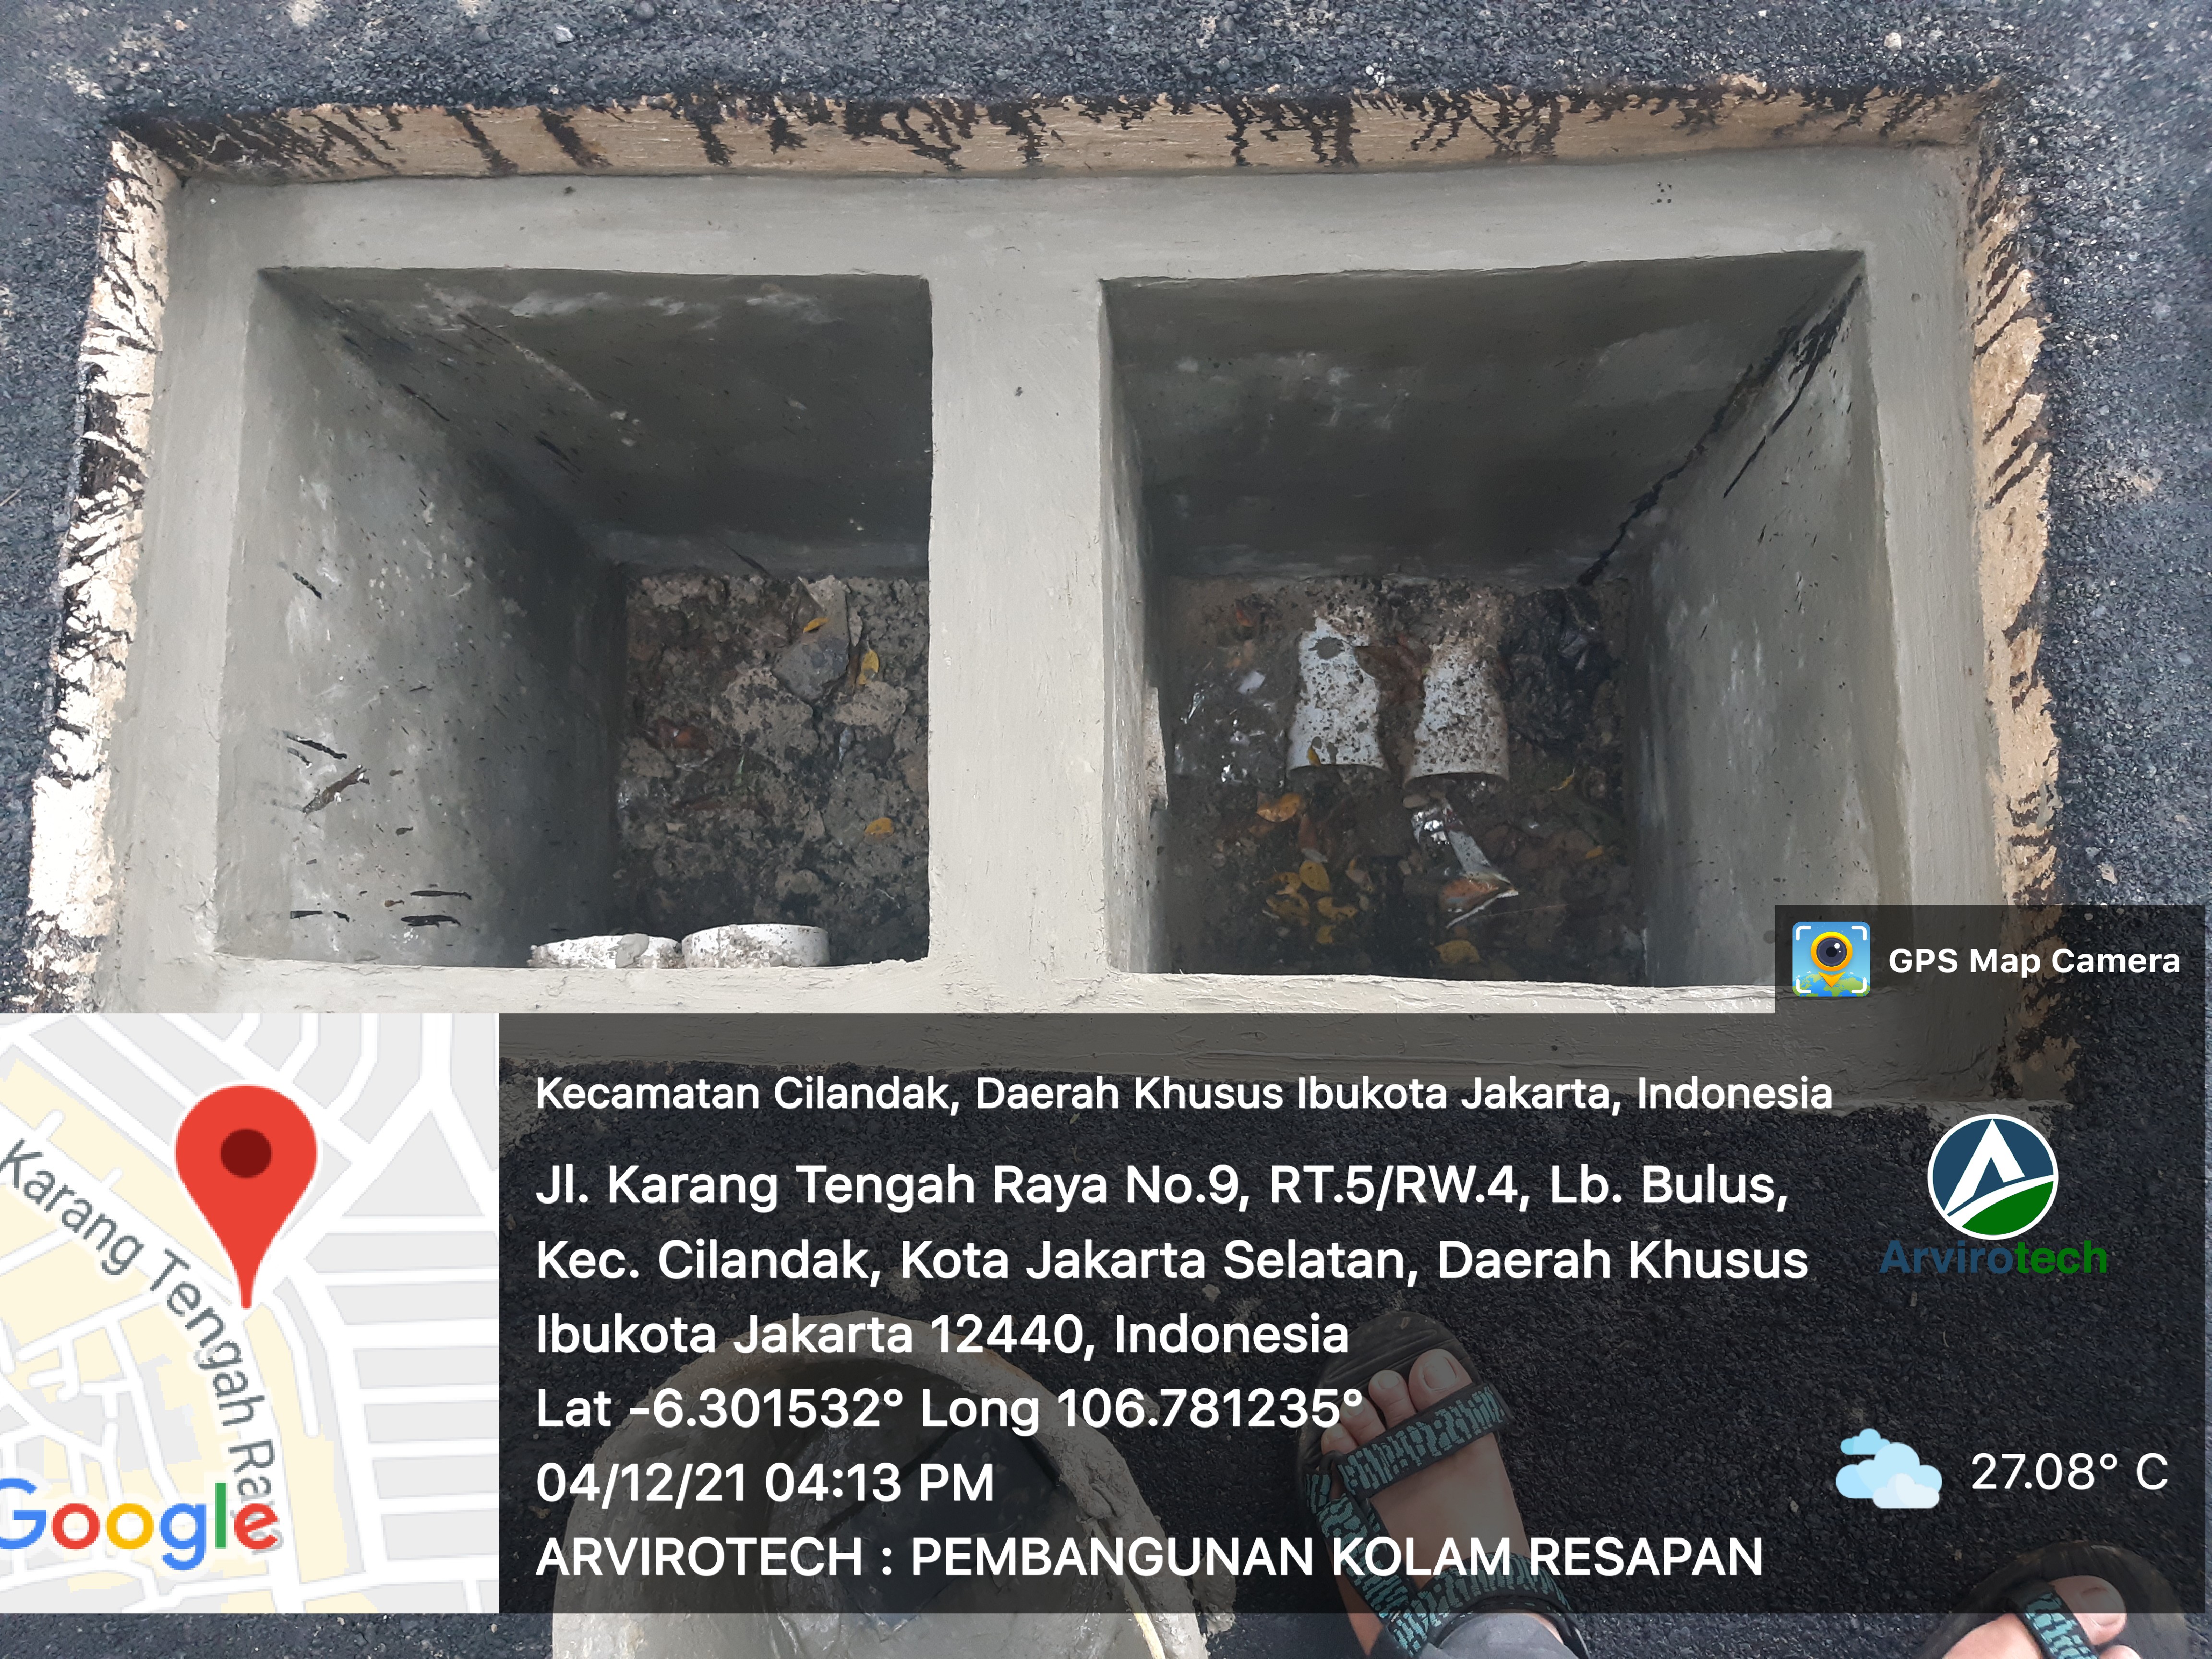 GPS Map Camera
Kecamatan Cilandak, Daerah Khusus Ibukota Jakarta, Indonesia
Jl. Karang Tengah Raya No.9, RT.5/RW.4, Lb. Bulus,
Kec. Cilandak, Kota Jakarta Selatan, Daerah Khusus
Ibukota Jakarta 12440, Indonesia
Lat -6.301532° Long 106.781235°
04/12/21 04:13 PM
ARVIROTECH : PEMBANGUNAN KOLAM RESAPAN
Arvirotech
27.08° C
Karang Tengah Raya
Google